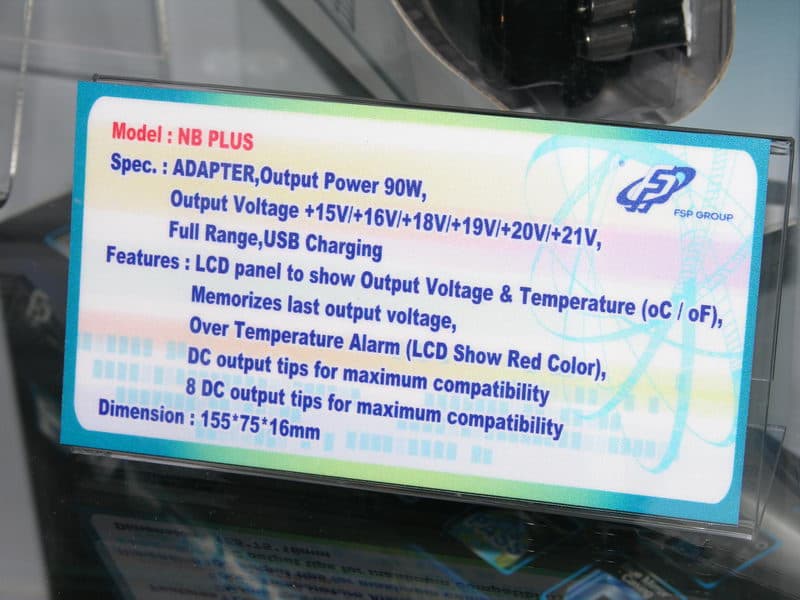 Model : NB PLUS
Spec. : ADAPTER,Output Power 90W,
Output Voltage +15V/+16V/+18V/+19V/+20V/+21V,
Full Range,USB Charging
Features : LCD panel to show Output Voltage & Temperature (oC / oF),
Memorizes last output voltage,
Over Temperature Alarm (LCD Show Red Color),
DC output tips for maximum compatibility
8 DC output tips for maximum compatibility
Dimension : 155*75*16mm
FSP GROUP